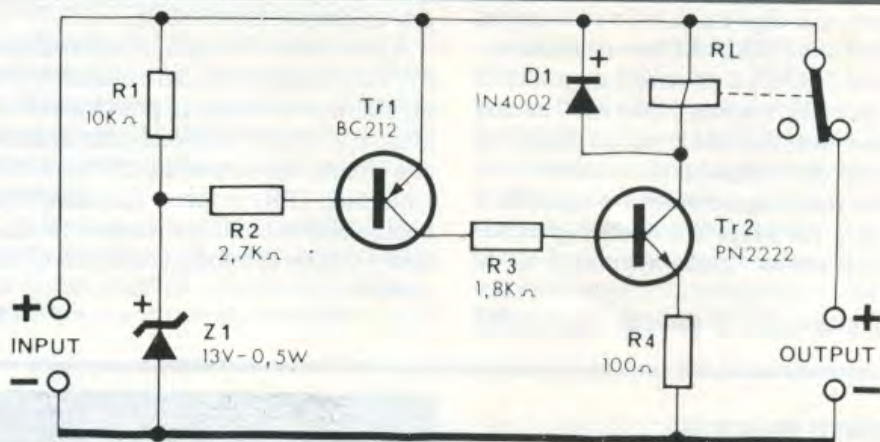 R1
10KΩ
Tr1
BC212
D1
+
1N4002
RL
R2
2,7KΩ
R3
1,8KΩ
Tr2
PN2222
+
INPUT
−
+
Z1
13V-0,5W
R4
100Ω
+
OUTPUT
−